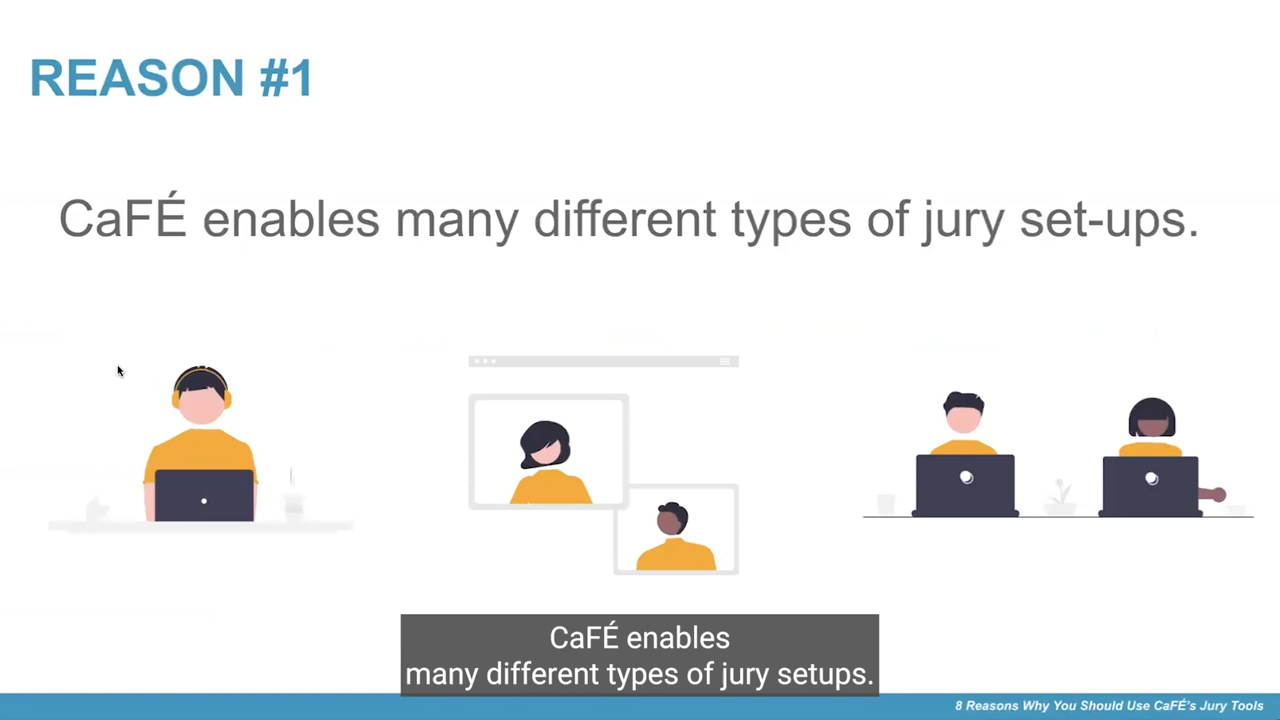 REASON #1
CaFÉ enables many different types of jury set-ups.
CaFÉ enables
many different types of jury setups.
8 Reasons Why You Should Use CaFÉ's Jury Tools